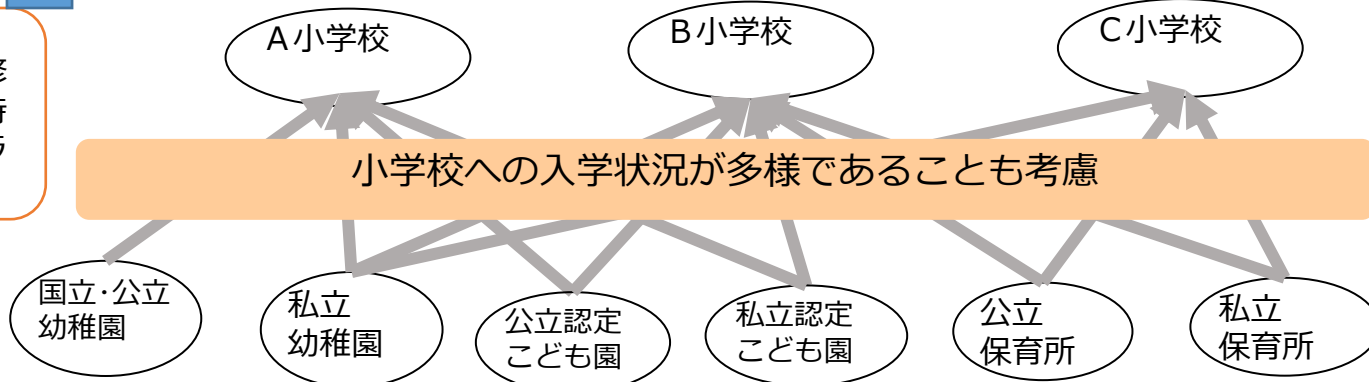 A小学校
B小学校
C小学校
小学校への入学状況が多様であることも考慮
国立・公立
幼稚園
私立
幼稚園
公立認定
こども園
私立認定
こども園
公立
保育所
私立
保育所